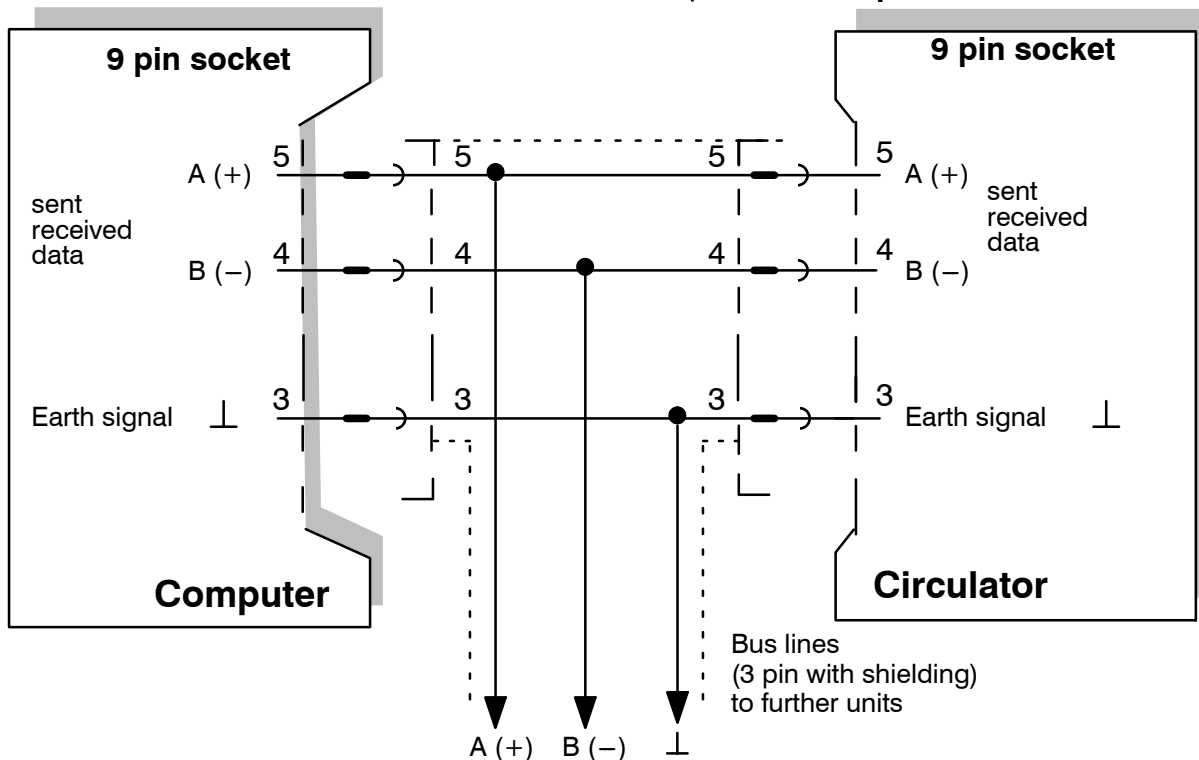 9 pin socket
9 pin socket
5
5
5
5
A (+)
A (+)
sent
received
data
sent
received
data
4
4
4
4
B (−)
B (−)
3
3
3
3
Earth signal ⊥
Earth signal ⊥
Computer
Circulator
Bus lines
(3 pin with shielding)
to further units
A (+) B (−) ⊥